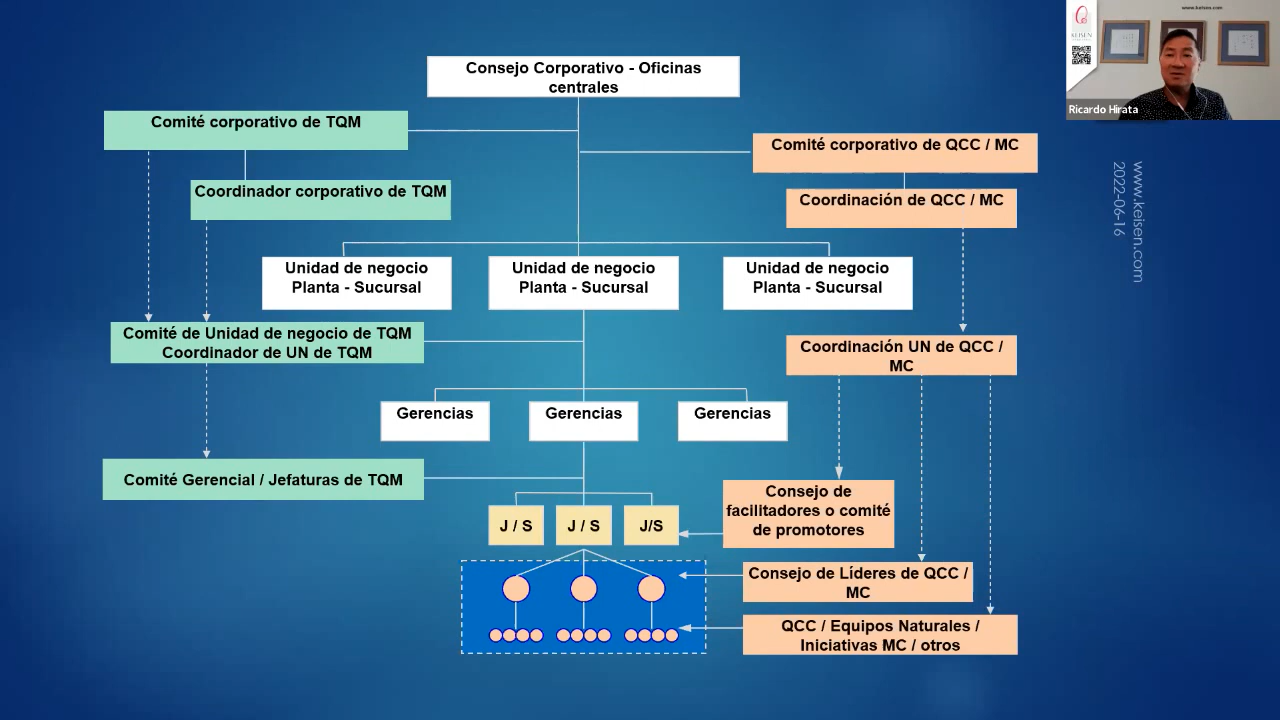 www.keisen.com
KEISEN
Ricardo Hirata
Consejo Corporativo - Oficinas
centrales
Comité corporativo de TQM
Comité corporativo de QCC / MC
Coordinador corporativo de TQM
Coordinación de QCC / MC
www.keisen.com
2022-06-16
Unidad de negocio
Planta - Sucursal
Unidad de negocio
Planta - Sucursal
Unidad de negocio
Planta - Sucursal
Comité de Unidad de negocio de TQM
Coordinador de UN de TQM
Coordinación UN de QCC /
MC
Gerencias
Gerencias
Gerencias
Comité Gerencial / Jefaturas de TQM
Consejo de
facilitadores o comité
de promotores
J / S
J / S
J/S
Consejo de Líderes de QCC /
MC
QCC / Equipos Naturales /
Iniciativas MC / otros